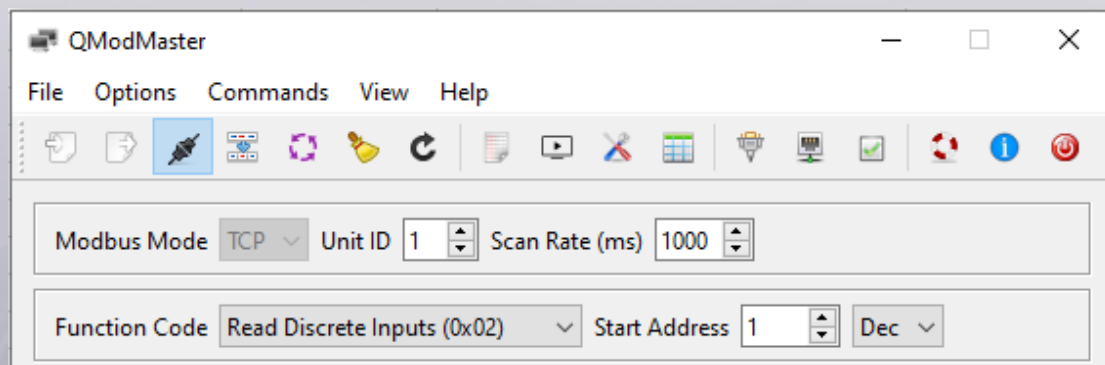 QModMaster
File Options Commands View Help
Modbus Mode TCP Unit ID 1 Scan Rate (ms) 1000
Function Code Read Discrete Inputs (0x02) Start Address 1 Dec